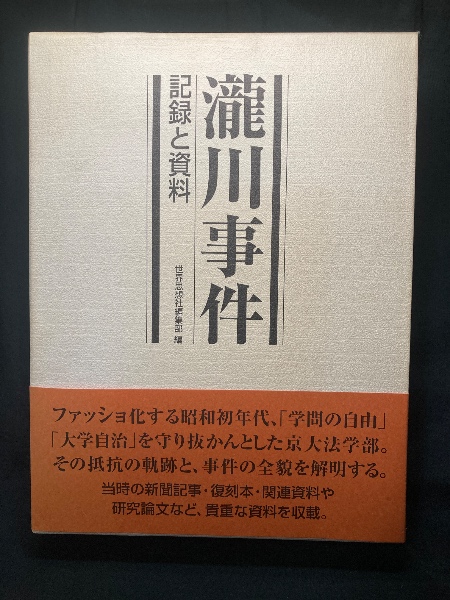 瀧川事件
記録と資料
世界思想社編集部 編
ファッショ化する昭和初年代、「学問の自由」
「大学自治」を守り抜かんとした京大法学部。
その抵抗の軌跡と、事件の全貌を解明する。
当時の新聞記事・復刻本・関連資料や
研究論文など、貴重な資料を収載。